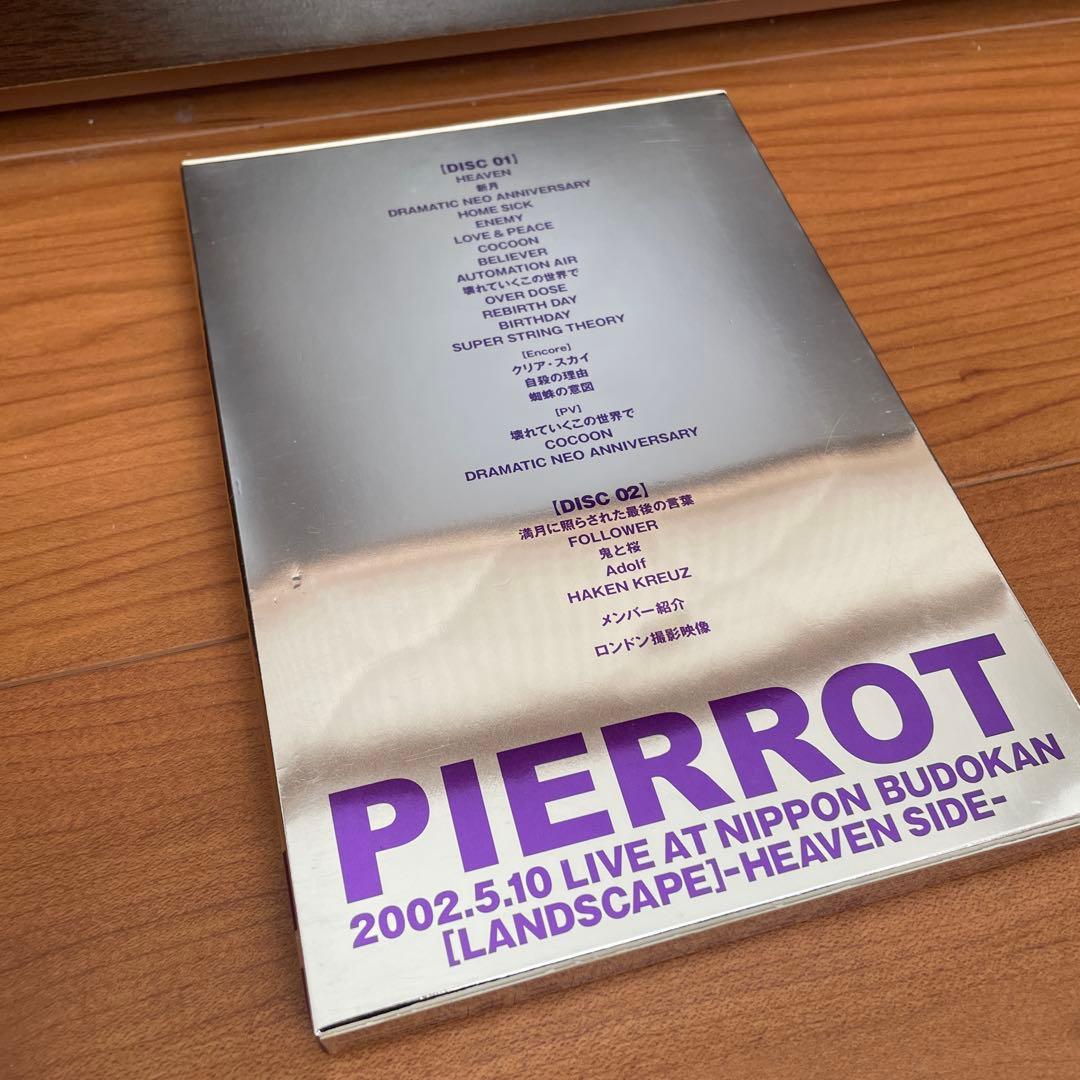 [DISC 01]
HEAVEN
新月
DRAMATIC NEO ANNIVERSARY
HOME SICK
ENEMY
LOVE & PEACE
COCOON
BELIEVER
AUTOMATION AIR
壊れていくこの世界で
OVER DOSE
REBIRTH DAY
BIRTHDAY
SUPER STRING THEORY
[Encore]
クリア・スカイ
自殺の理由
蜘蛛の意図
[PV]
壊れていくこの世界で
COCOON
DRAMATIC NEO ANNIVERSARY
[DISC 02]
満月に照らされた最後の言葉
FOLLOWER
鬼と桜
Adolf
HAKEN KREUZ
メンバー紹介
ロンドン撮影映像
PIERROT
2002.5.10 LIVE AT NIPPON BUDOKAN
[LANDSCAPE]-HEAVEN SIDE-